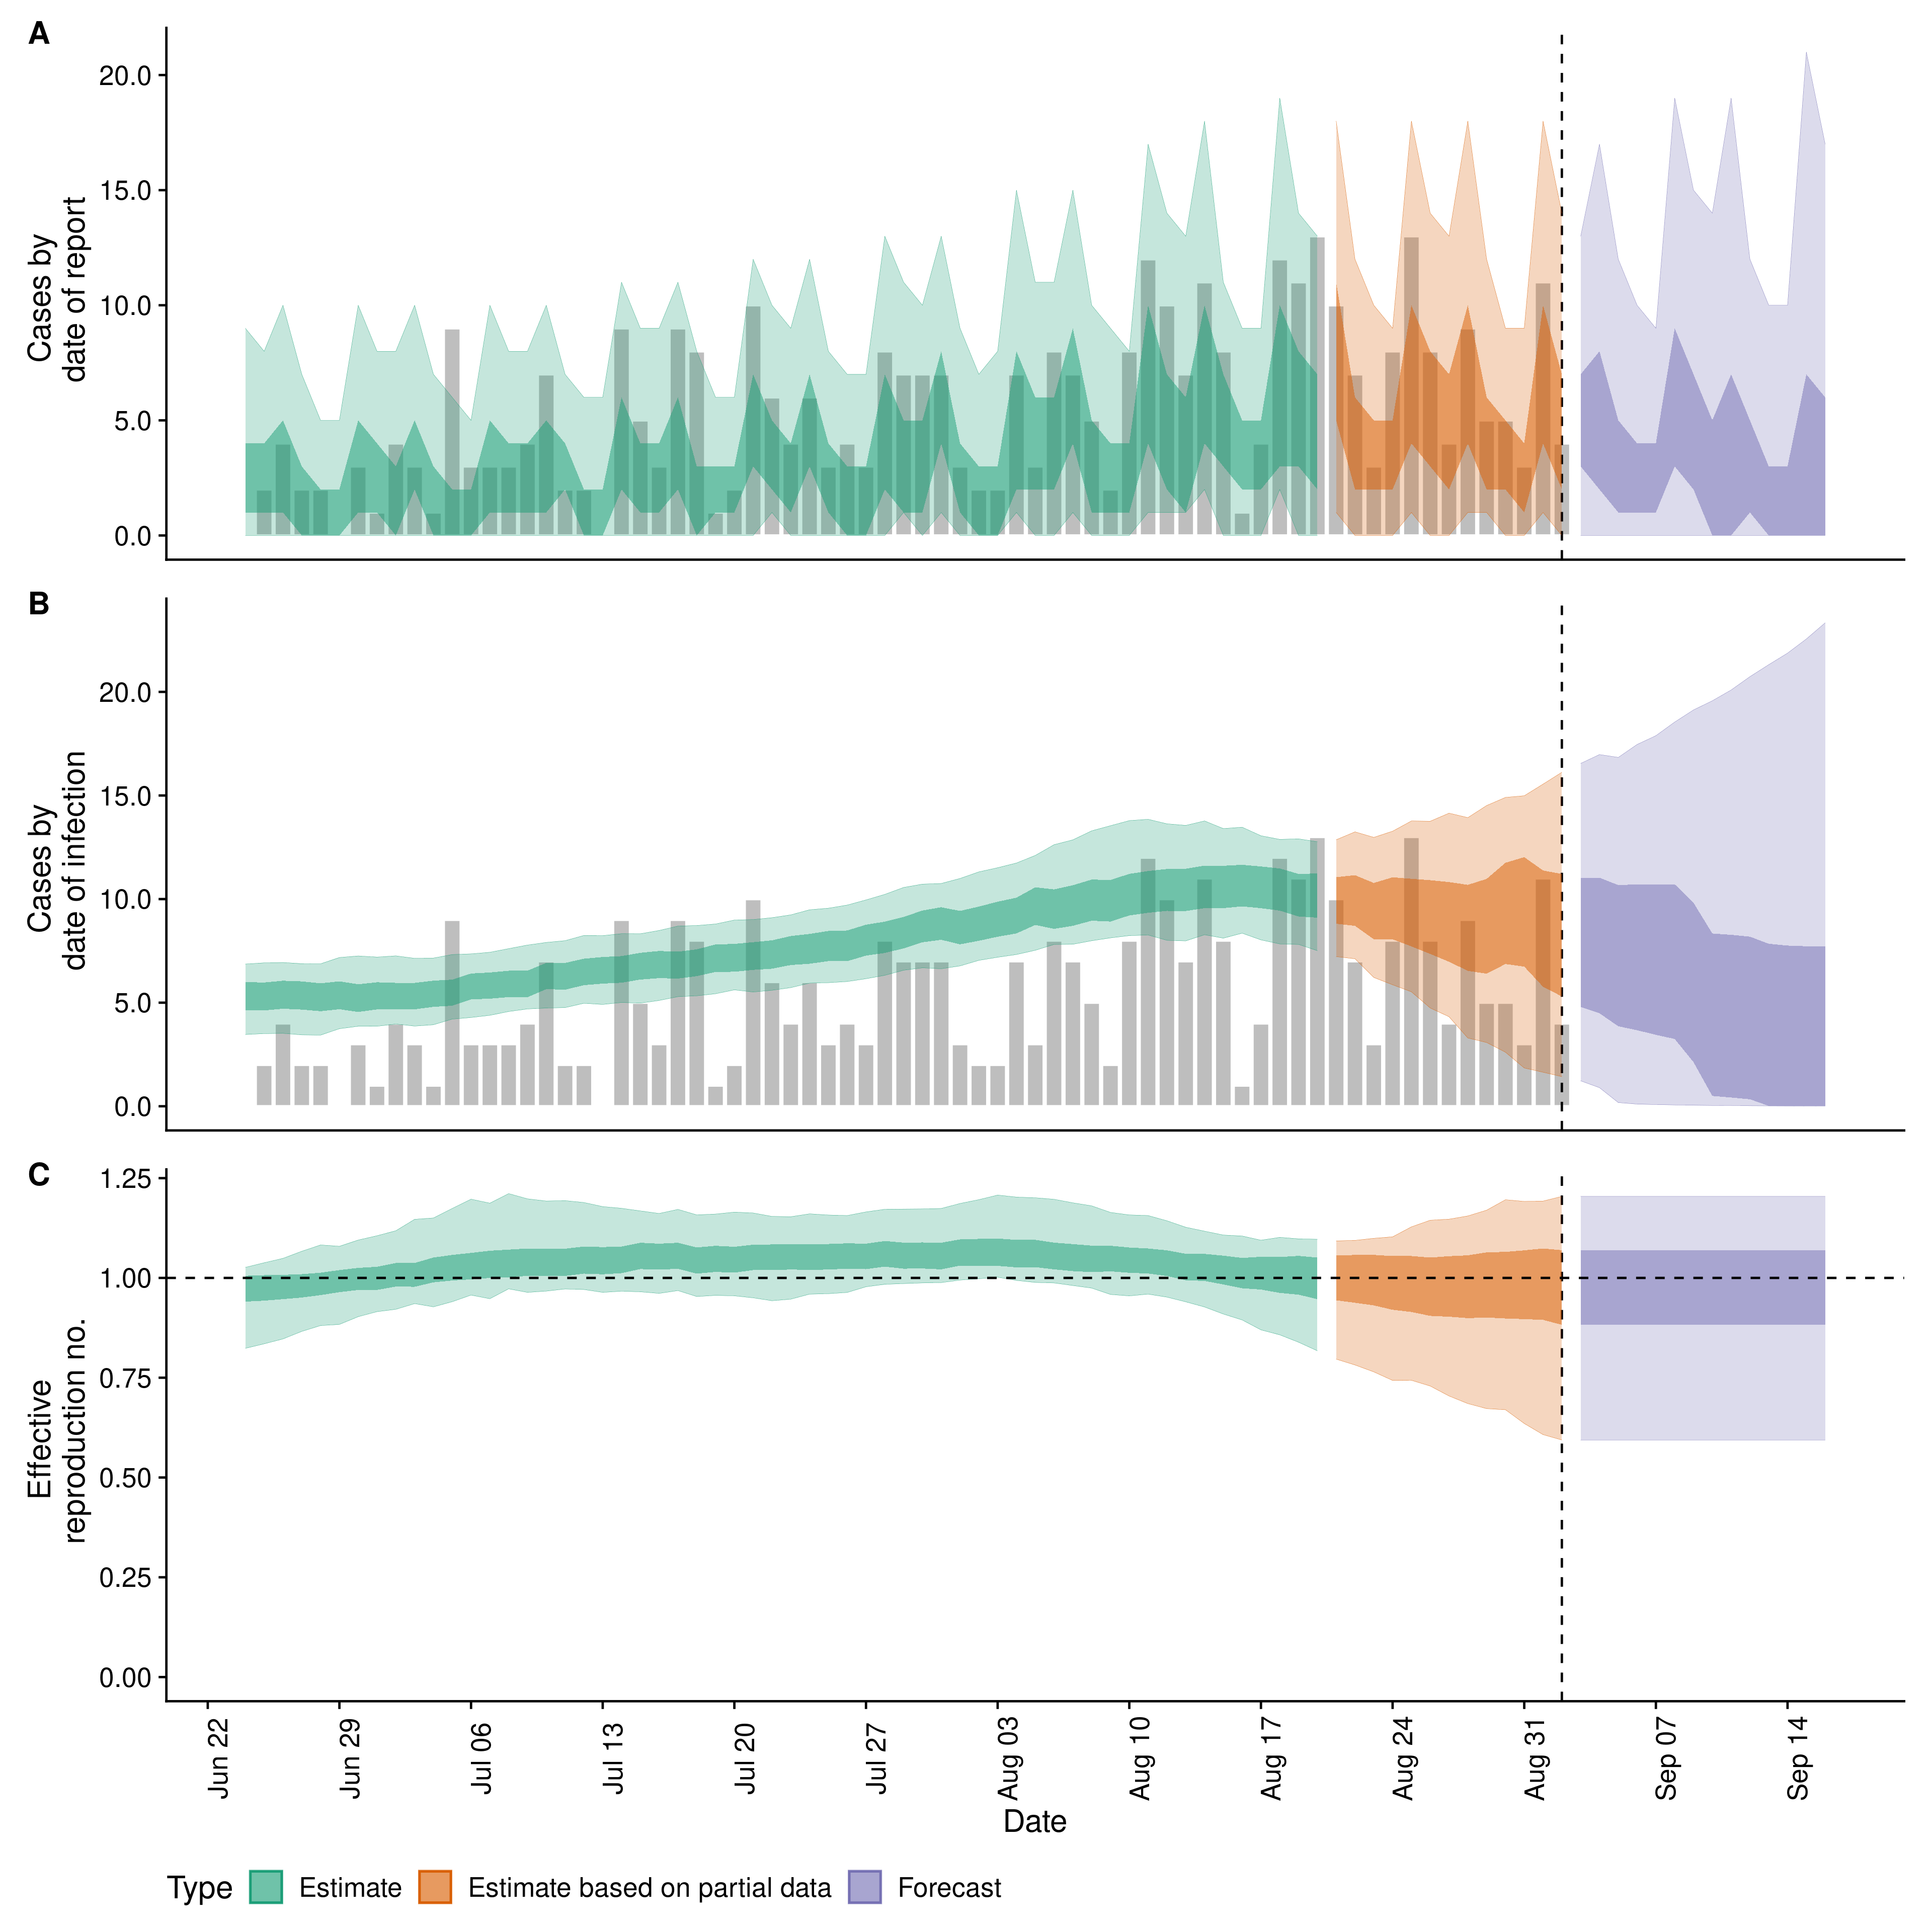 A
20.0
15.0
10.0
5.0
0.0
Cases by
date of report
B
20.0
15.0
10.0
5.0
0.0
Cases by
date of infection
C
1.25
1.00
0.75
0.50
0.25
0.00
Effective
reproduction no.
Jun 22
Jun 29
Jul 06
Jul 13
Jul 20
Jul 27
Aug 03
Aug 10
Aug 17
Aug 24
Aug 31
Sep 07
Sep 14
Date
Type Estimate Estimate based on partial data Forecast